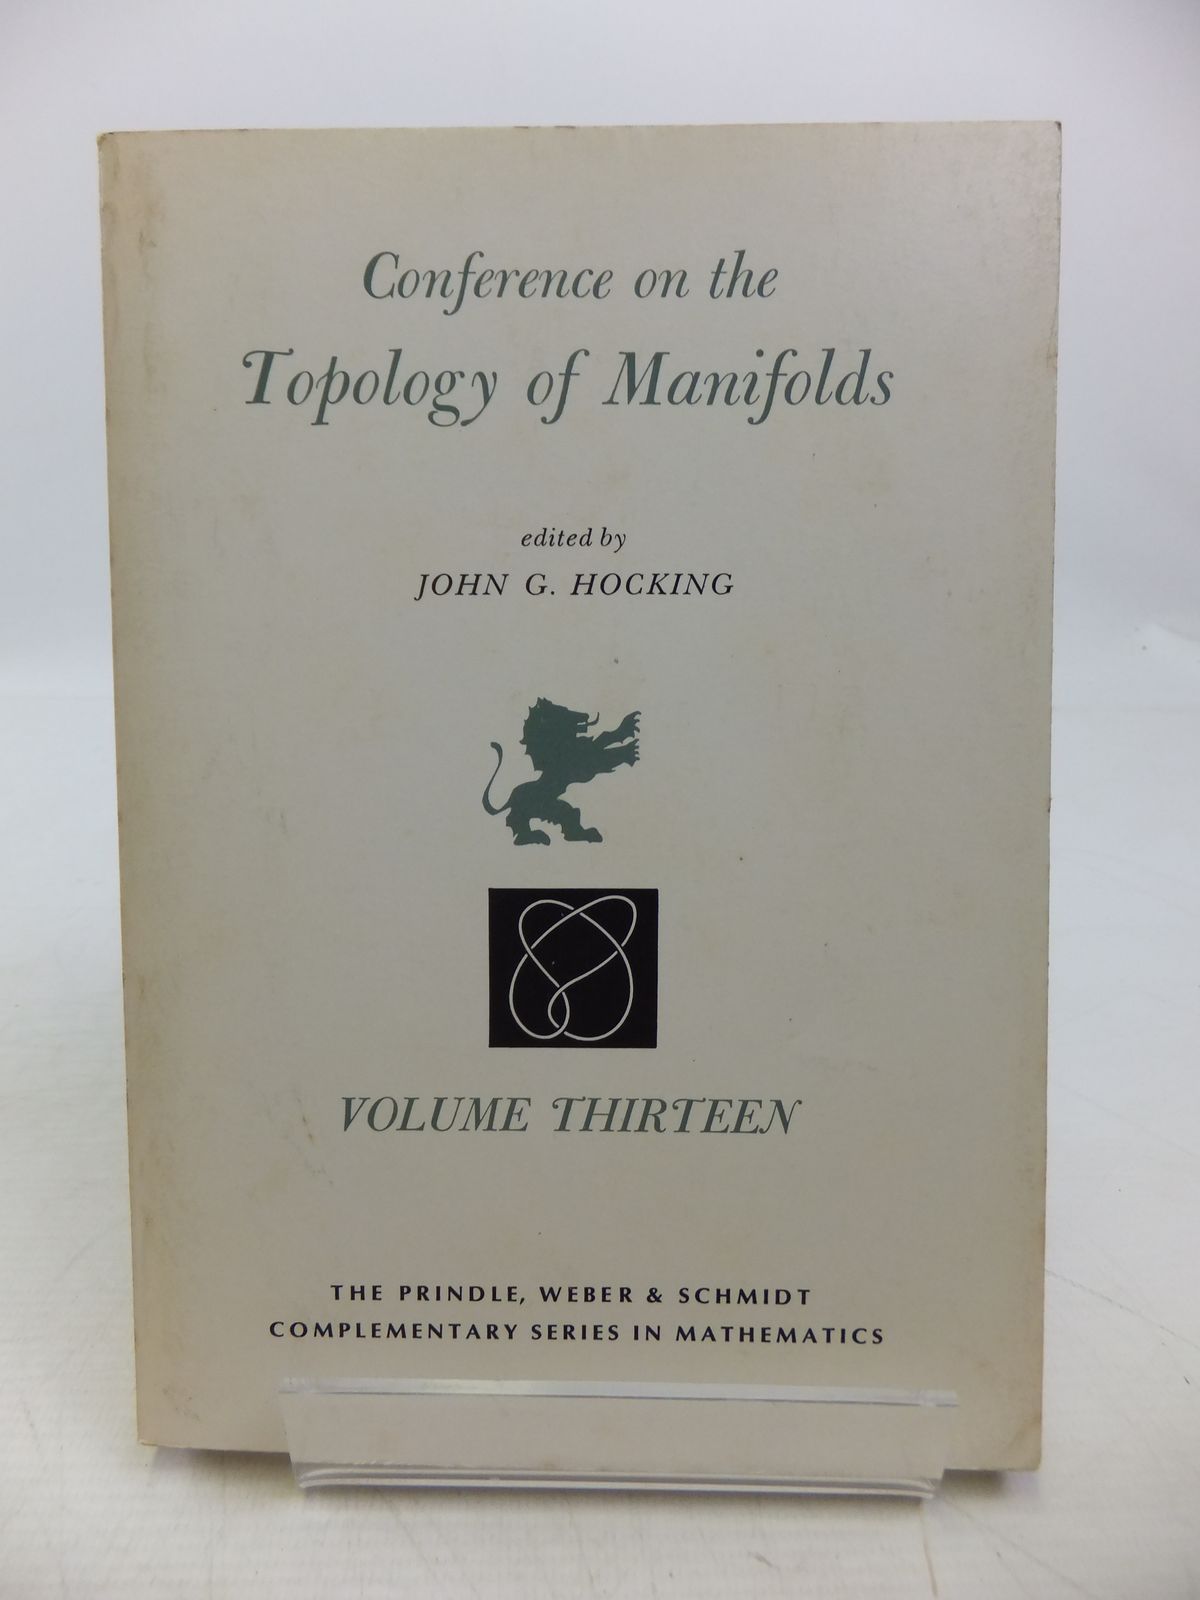 Conference on the
Topology of Manifolds
edited by
JOHN G. HOCKING
VOLUME THIRTEEN
THE PRINDLE, WEBER & SCHMIDT
COMPLEMENTARY SERIES IN MATHEMATICS